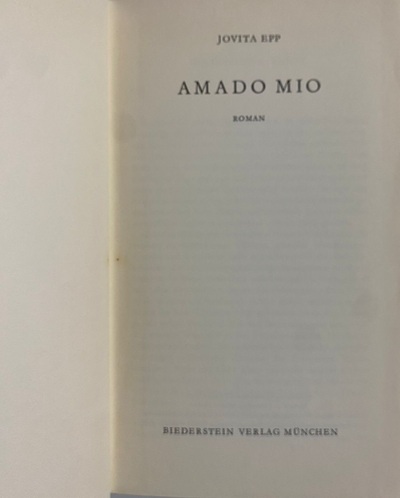 JOVITA EPP
AMADO MIO
ROMAN
BIEDERSTEIN VERLAG MÜNCHEN